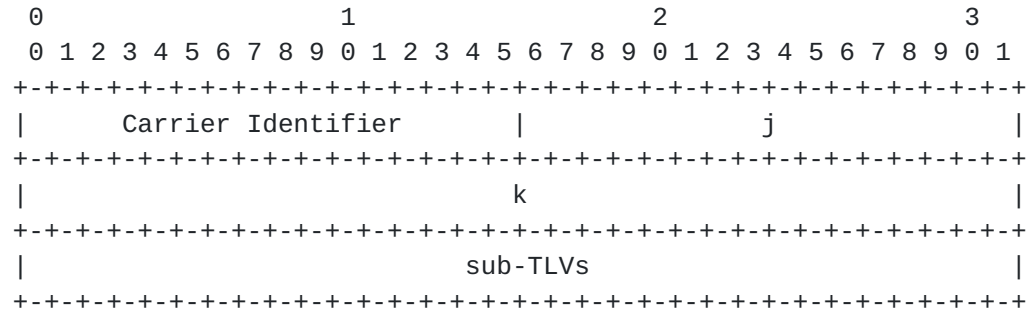 0                   1                   2                   3
 0 1 2 3 4 5 6 7 8 9 0 1 2 3 4 5 6 7 8 9 0 1 2 3 4 5 6 7 8 9 0 1
+-+-+-+-+-+-+-+-+-+-+-+-+-+-+-+-+-+-+-+-+-+-+-+-+-+-+-+-+-+-+-+-+
|      Carrier Identifier       |               j               |
+-+-+-+-+-+-+-+-+-+-+-+-+-+-+-+-+-+-+-+-+-+-+-+-+-+-+-+-+-+-+-+-+
|                               k                               |
+-+-+-+-+-+-+-+-+-+-+-+-+-+-+-+-+-+-+-+-+-+-+-+-+-+-+-+-+-+-+-+-+
|                            sub-TLVs                           |
+-+-+-+-+-+-+-+-+-+-+-+-+-+-+-+-+-+-+-+-+-+-+-+-+-+-+-+-+-+-+-+-+